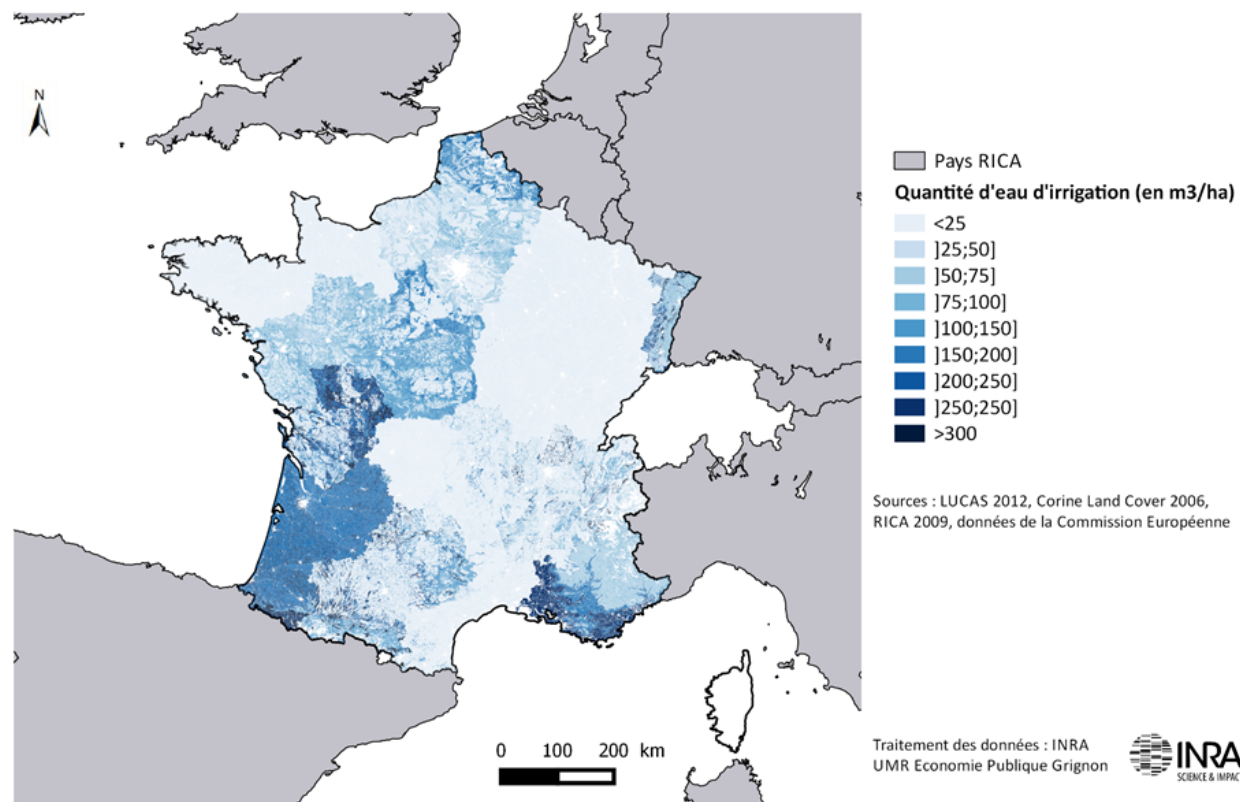 N
Pays RICA
Quantité d'eau d'irrigation (en m3/ha)
<25
]25;50]
]50;75]
]75;100]
]100;150]
]150;200]
]200;250]
]250;250]
>300
Sources : LUCAS 2012, Corine Land Cover 2006,
RICA 2009, données de la Commission Européenne
0 100 200 km
Traitement des données : INRA
UMR Economie Publique Grignon
INRA
SCIENCE & IMPACT